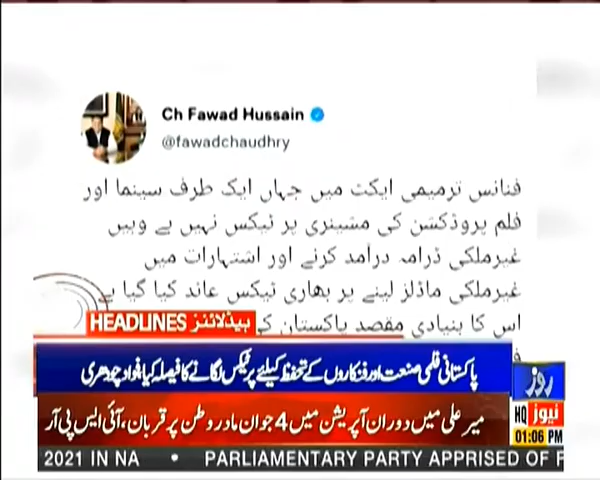 Ch Fawad Hussain
@fawadchaudhry
فنانس ترمیمی ایکٹ میں جہاں ایک طرف سینما اور
فلم پروڈکشن کی مشینری پر ٹیکس نہیں ہے وہیں
غیرملکی ڈرامہ درآمد کرنے اور اشتہارات میں
غیرملکی ماڈلز لینے پر بھاری ٹیکس عائد کیا گیا ہے
اس کا بنیادی مقصد پاکستان کی
HEADLINES ہیڈلائنز
پاکستانی فلمی صنعت اور فنکاروں کے تحفظ کیلئے پر ٹیکس لگانے کا فیصلہ کیا، فواد چودھری
میر علی میں دوران آپریشن میں 4 جوان مادر وطن پر قربان، آئی ایس پی آر
روز
HQ نیوز
01:06 PM
2021 IN NA • PARLIAMENTARY PARTY APPRISED OF